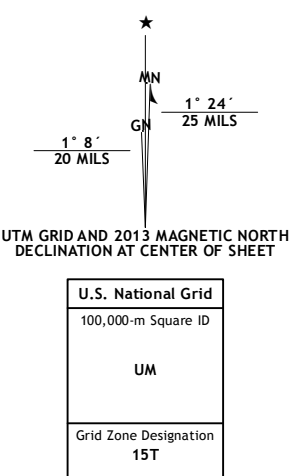 ★
MN
1° 24´
25 MILS
GN
1° 8´
20 MILS
UTM GRID AND 2013 MAGNETIC NORTH
DECLINATION AT CENTER OF SHEET
U.S. National Grid
100,000-m Square ID
UM
Grid Zone Designation
15T